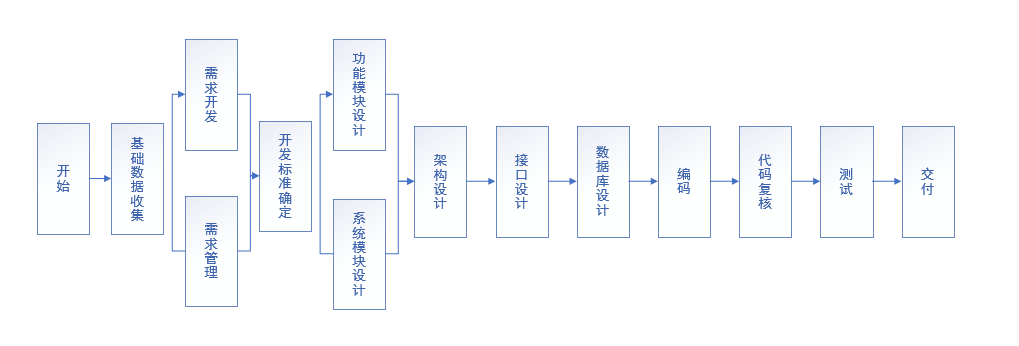 开始
基础数据收集
需求开发
需求管理
开发标准确定
功能模块设计
系统模块设计
架构设计
接口设计
数据库设计
编码
代码复核
测试
交付